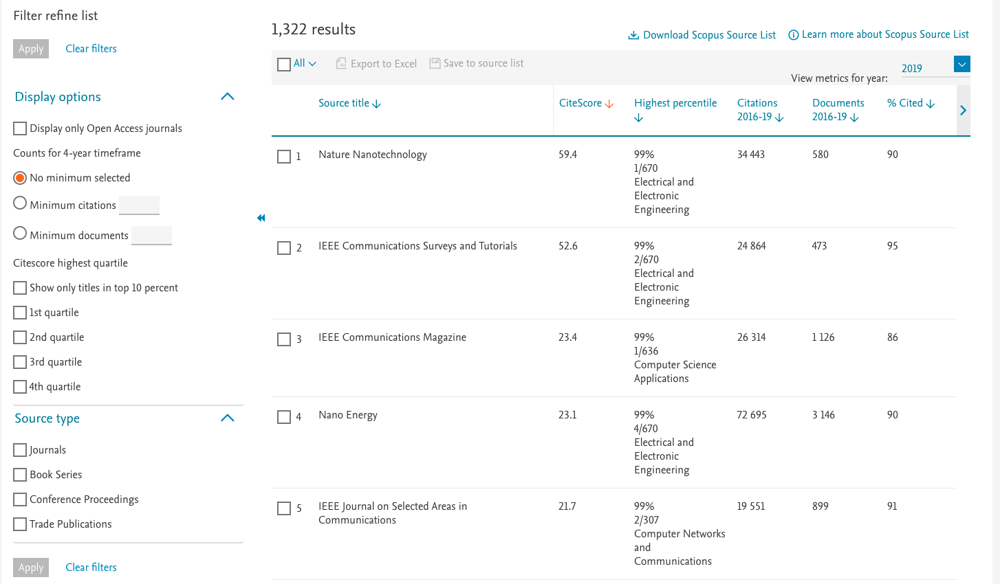 Filter refine list
Apply
Clear filters
Display options
Display only Open Access journals
Counts for 4-year timeframe
No minimum selected
Minimum citations
Minimum documents
Citescore highest quartile
Show only titles in top 10 percent
1st quartile
2nd quartile
3rd quartile
4th quartile
Source type
Journals
Book Series
Conference Proceedings
Trade Publications
Apply
Clear filters
1,322 results
Download Scopus Source List
Learn more about Scopus Source List
All
Export to Excel
Save to source list
View metrics for year:
2019
Source title
CiteScore
Highest percentile
Citations
2016-19
Documents
2016-19
% Cited
1
Nature Nanotechnology
59.4
99%
1/670
Electrical and
Electronic
Engineering
34 443
580
90
2
IEEE Communications Surveys and Tutorials
52.6
99%
2/670
Electrical and
Electronic
Engineering
24 864
473
95
3
IEEE Communications Magazine
23.4
99%
1/636
Computer Science
Applications
26 314
1 126
86
4
Nano Energy
23.1
99%
4/670
Electrical and
Electronic
Engineering
72 695
3 146
90
5
IEEE Journal on Selected Areas in
Communications
21.7
99%
2/307
Computer Networks
and
Communications
19 551
899
91